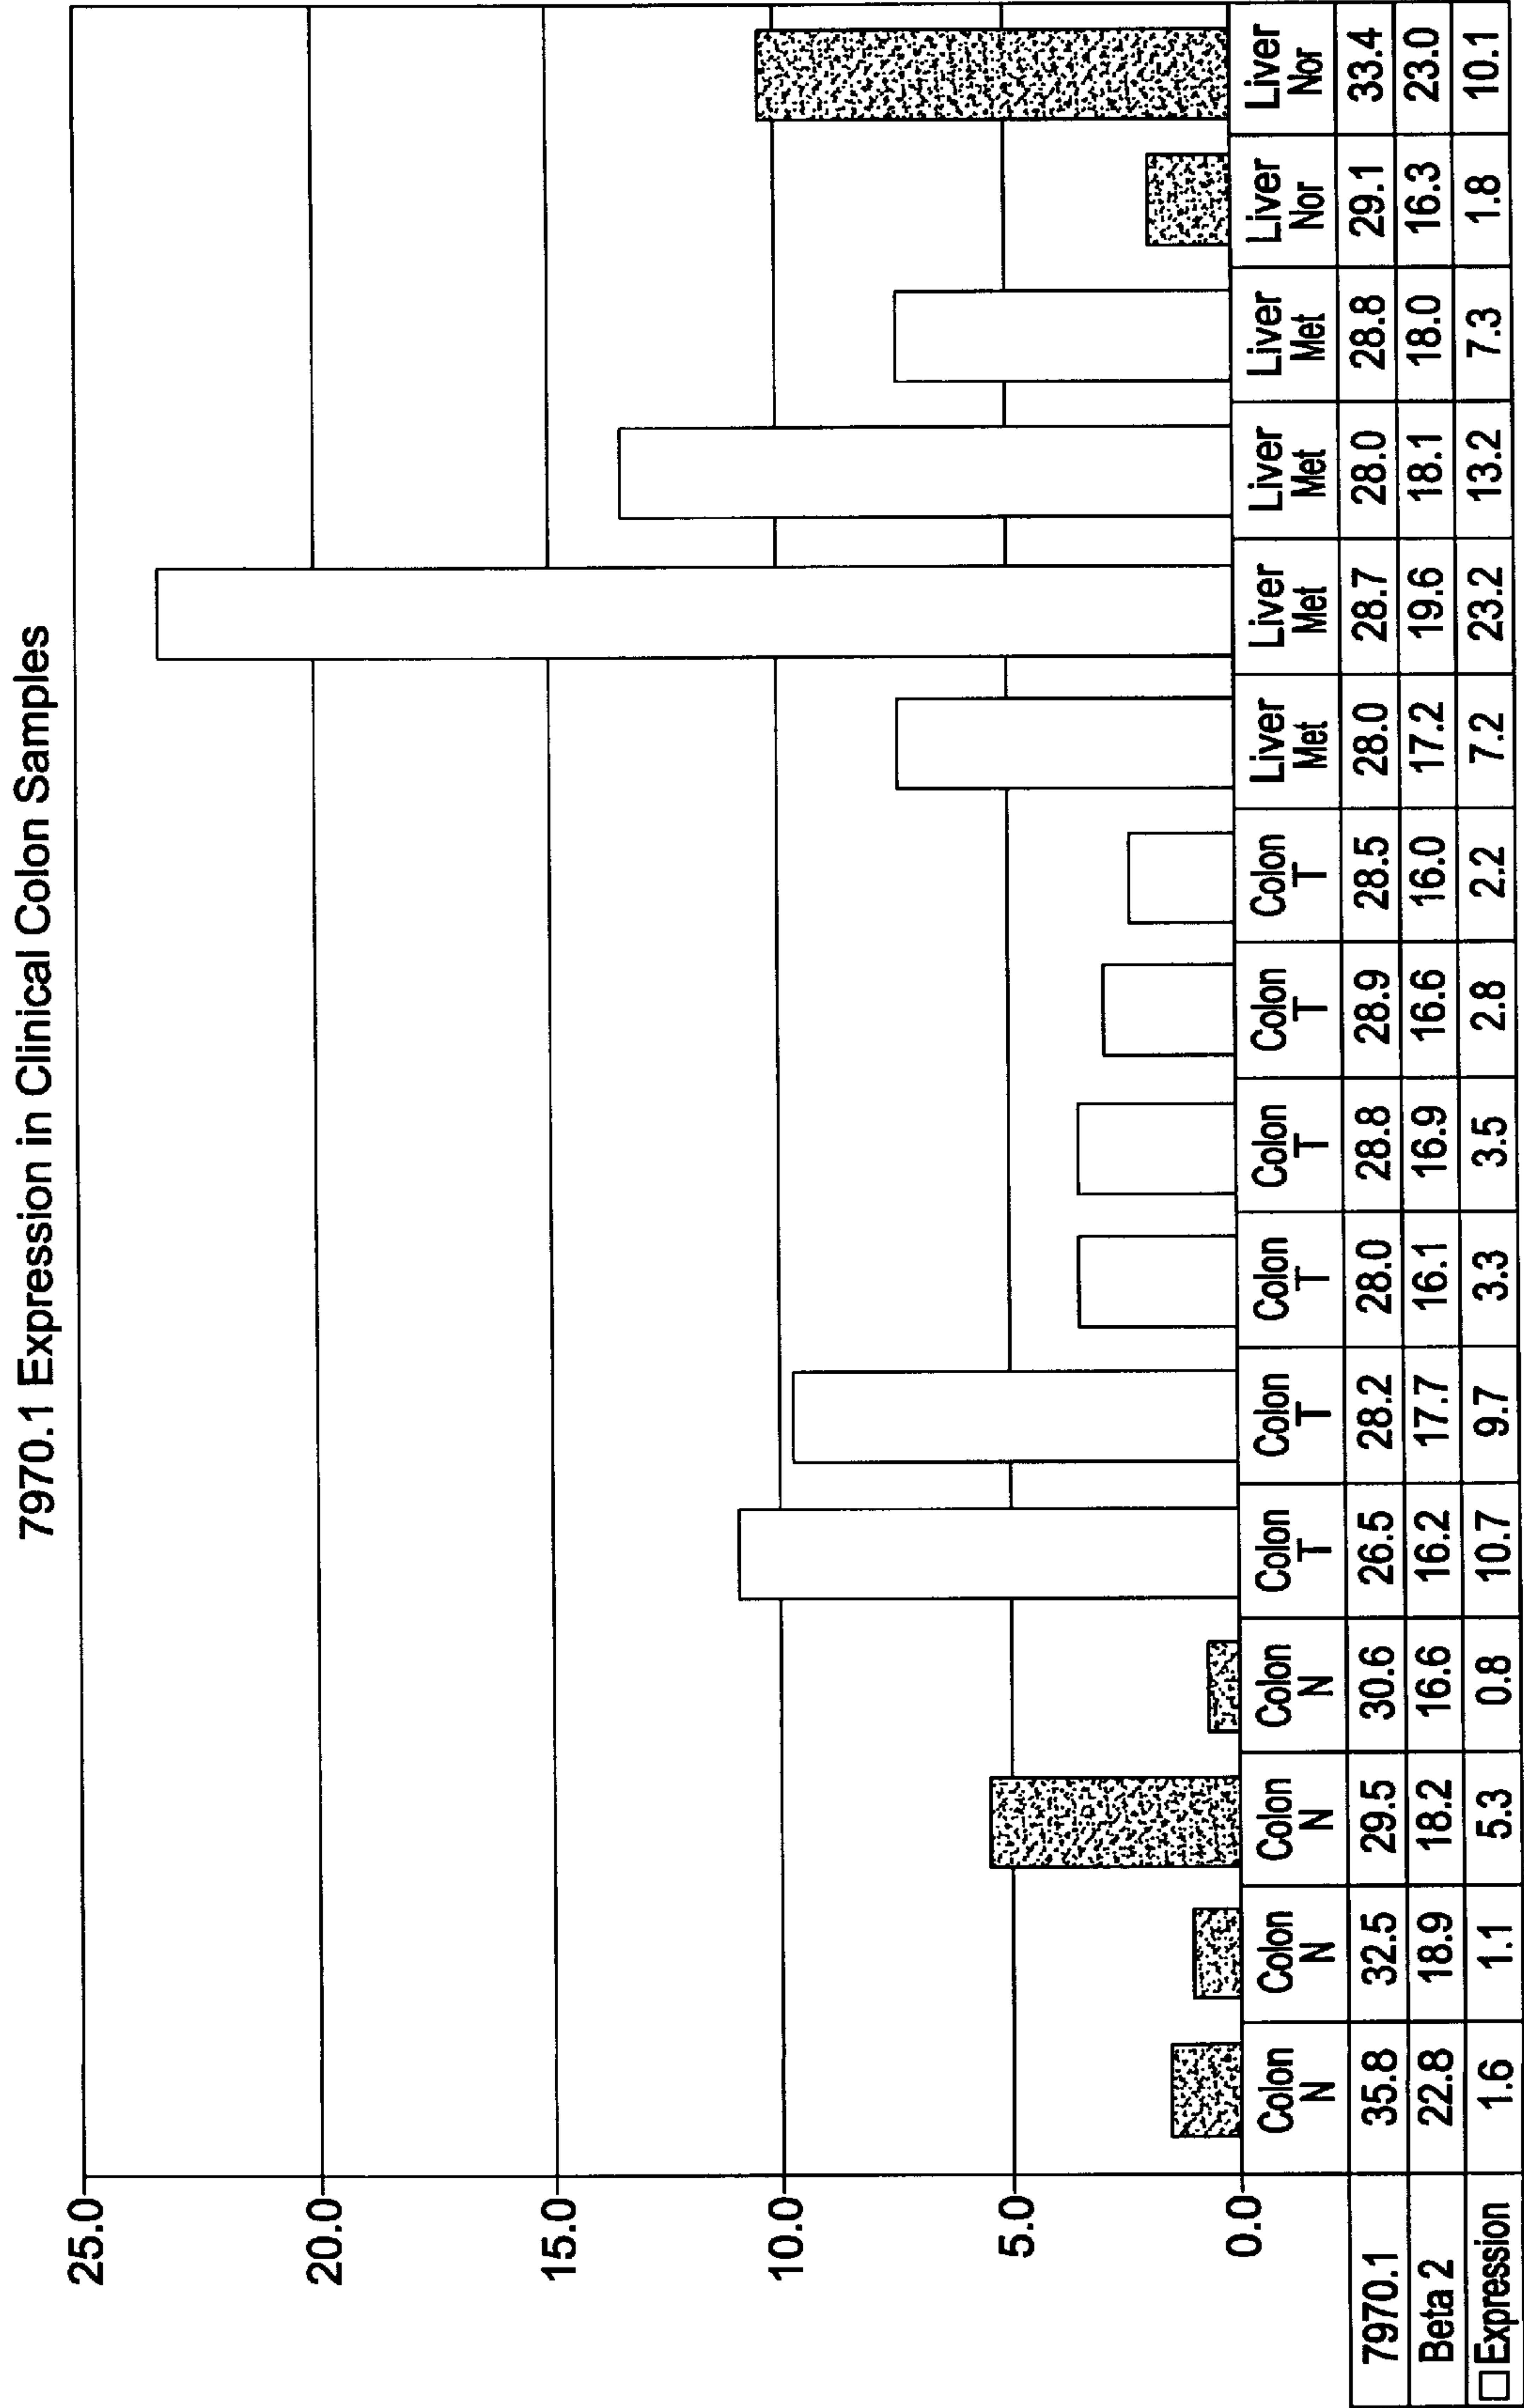 7970.1 Expression in Clinical Colon Samples
25.0
20.0
15.0
10.0
5.0
0.0
Colon N Colon N Colon N Colon N Colon T Colon T Colon T Colon T Colon T Colon T Liver Met Liver Met Liver Met Liver Met Liver Nor Liver Nor
7970.1 35.8 32.5 29.5 30.6 26.5 28.2 28.0 28.8 28.9 28.5 28.0 28.7 28.0 28.8 29.1 33.4
Beta 2 22.8 18.9 18.2 16.6 16.2 17.7 16.1 16.9 16.6 16.0 17.2 19.6 18.1 18.0 16.3 23.0
Expression 1.6 1.1 5.3 0.8 10.7 9.7 3.3 3.5 2.8 2.2 7.2 23.2 13.2 7.3 1.8 10.1